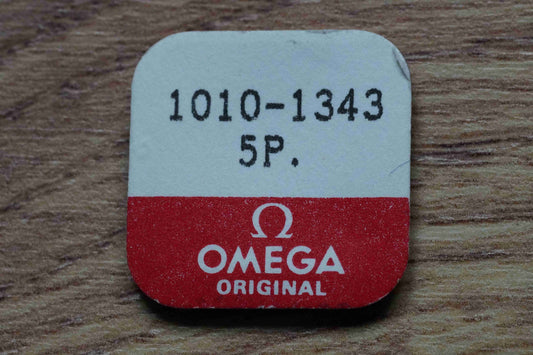 1010-1343
5P.
Ω
OMEGA
ORIGINAL